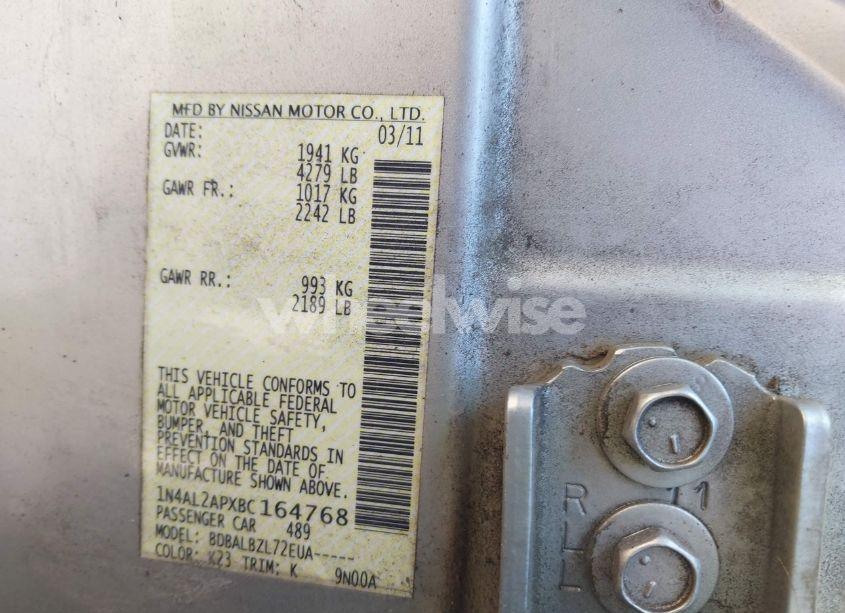 MFD BY NISSAN MOTOR CO., LTD.
DATE: 03/11
GVWR: 1941 KG
4279 LB
GAWR FR.: 1017 KG
2242 LB
GAWR RR.: 993 KG
2189 LB
wheelwise
THIS VEHICLE CONFORMS TO
ALL APPLICABLE FEDERAL
MOTOR VEHICLE SAFETY,
BUMPER, AND THEFT
PREVENTION STANDARDS IN
EFFECT ON THE DATE OF
MANUFACTURE SHOWN ABOVE.
1N4AL2APXBC164768
PASSENGER CAR 489
MODEL: BDBALBZL72EUA-----
COLOR: K23 TRIM: K 9N00A
R 11
L
L